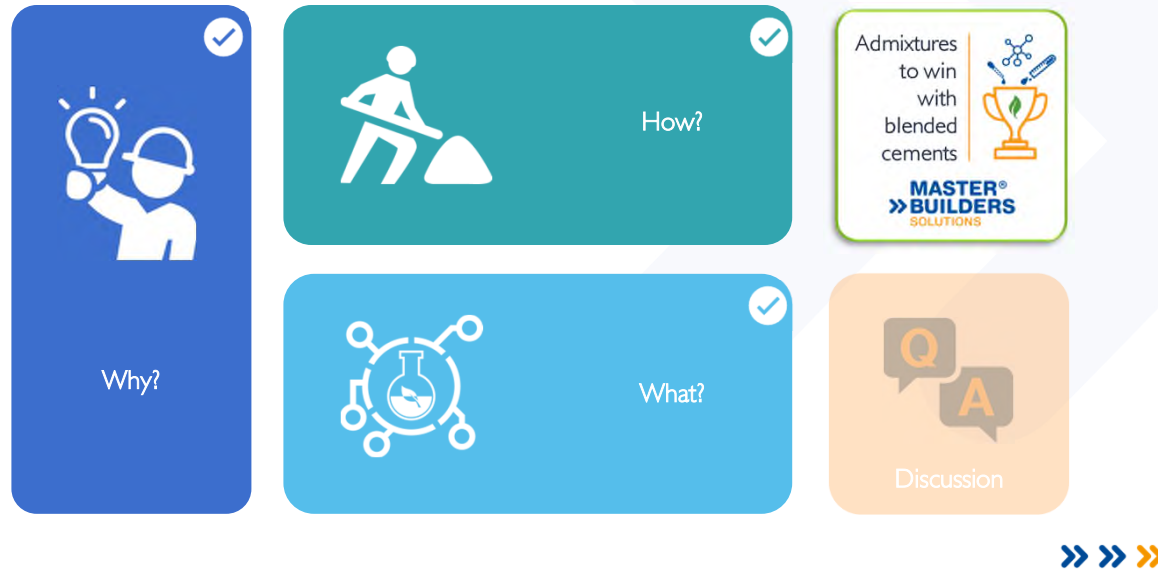 Why?
How?
What?
Admixtures
to win
with
blended
cements
MASTER®
BUILDERS
SOLUTIONS
Q
A
Discussion